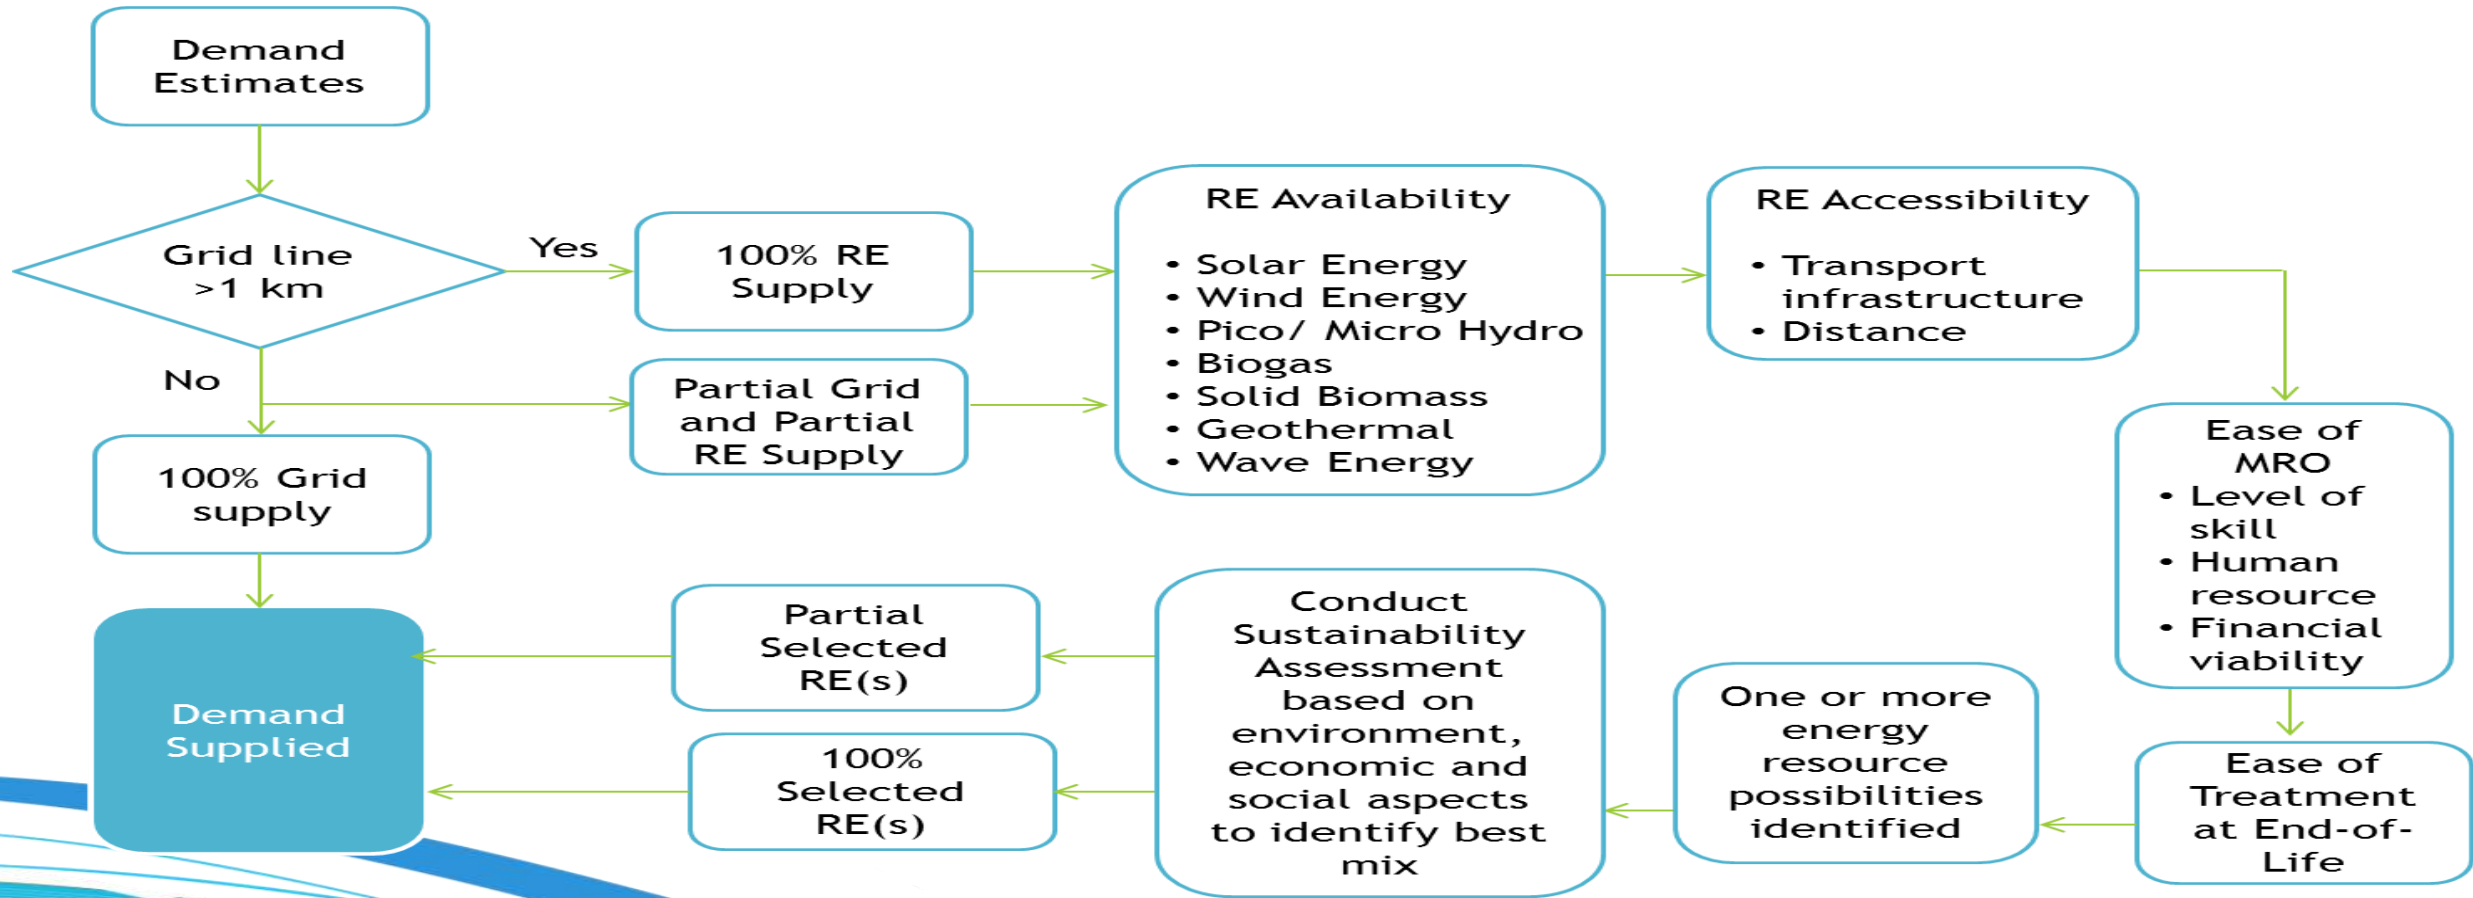 Demand
Estimates
Grid line
>1 km
Yes
No
100% RE
Supply
Partial Grid
and Partial
RE Supply
100% Grid
supply
RE Availability
• Solar Energy
• Wind Energy
• Pico/ Micro Hydro
• Biogas
• Solid Biomass
• Geothermal
• Wave Energy
RE Accessibility
• Transport
infrastructure
• Distance
Ease of
MRO
• Level of
skill
• Human
resource
• Financial
viability
Ease of
Treatment
at End-of-
Life
One or more
energy
resource
possibilities
identified
Conduct
Sustainability
Assessment
based on
environment,
economic and
social aspects
to identify best
mix
Partial
Selected
RE(s)
100%
Selected
RE(s)
Demand
Supplied